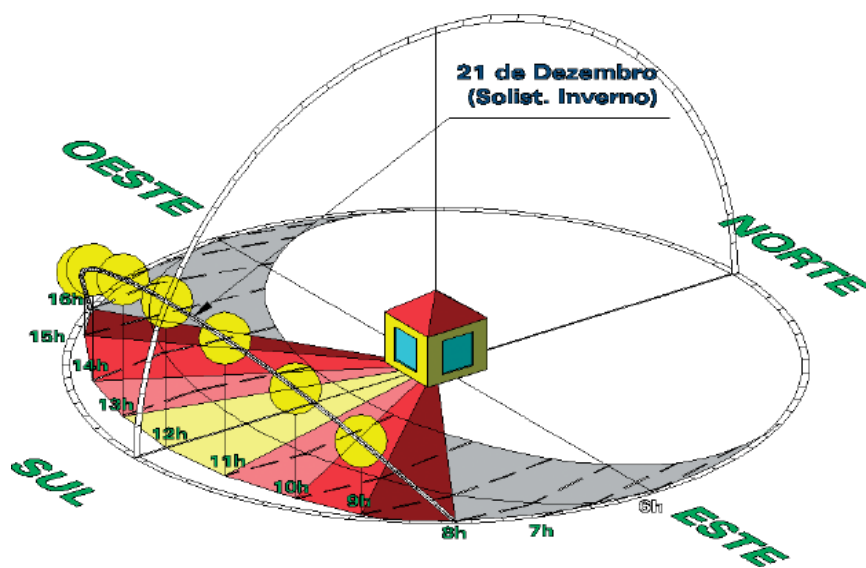 21 de Dezembro
(Solist. Inverno)
OESTE
NORTE
16h
15h
14h
13h
12h
11h
10h
9h
8h
7h
6h
SUL
ESTE